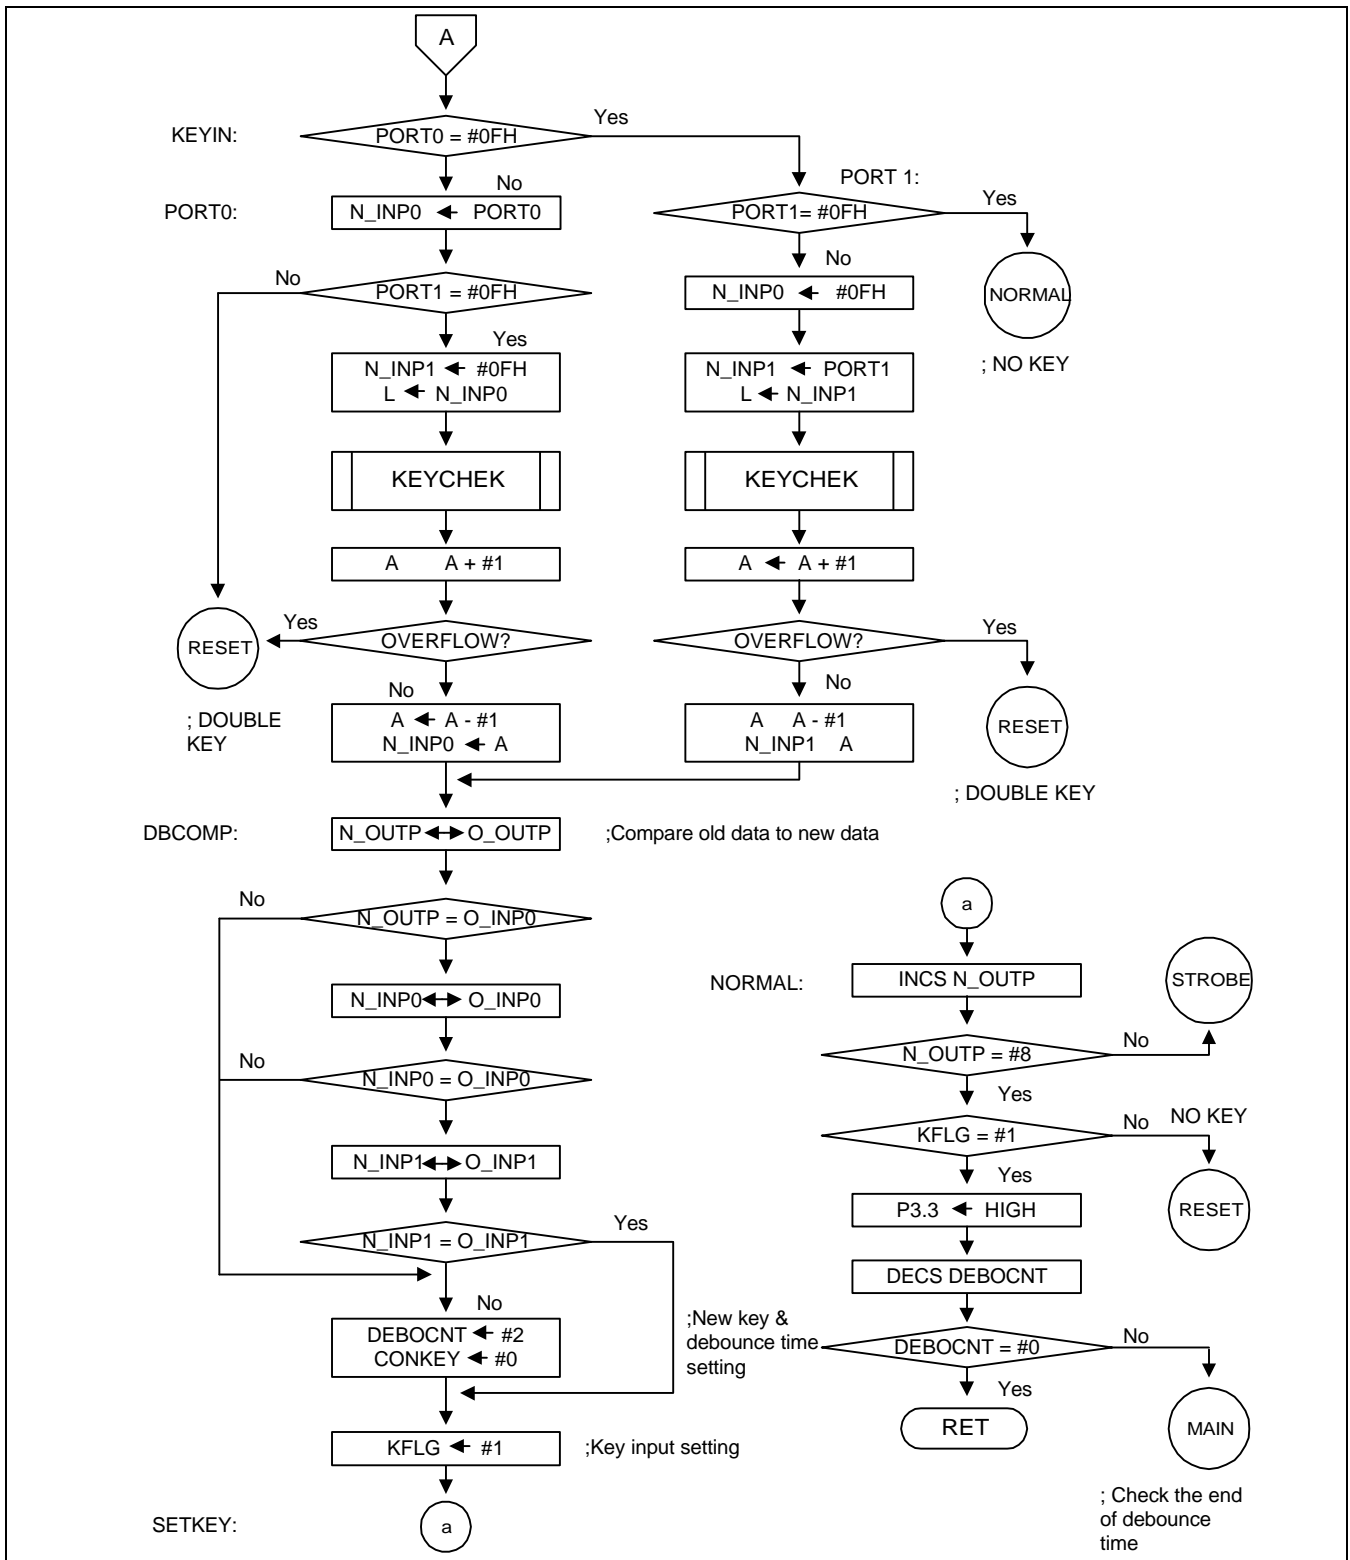 A
KEYIN:
PORT0 = #0FH
Yes
No
PORT0:
N_INP0 ← PORT0
No
PORT1 = #0FH
Yes
N_INP1 ← #0FH
L ← N_INP0
KEYCHEK
A A + #1
Yes
OVERFLOW?
RESET
; DOUBLE
KEY
No
A ← A - #1
N_INP0 ← A
PORT 1:
PORT1= #0FH
Yes
NORMAL
; NO KEY
No
N_INP0 ← #0FH
N_INP1 ← PORT1
L ← N_INP1
KEYCHEK
A ← A + #1
OVERFLOW?
Yes
RESET
; DOUBLE KEY
No
A A - #1
N_INP1 A
DBCOMP:
N_OUTP ↔ O_OUTP
;Compare old data to new data
No
N_OUTP = O_INP0
N_INP0 ↔ O_INP0
No
N_INP0 = O_INP0
N_INP1 ↔ O_INP1
N_INP1 = O_INP1
Yes
No
DEBOCNT ← #2
CONKEY ← #0
;New key &
debounce time
setting
KFLG ← #1
;Key input setting
SETKEY:
a
a
NORMAL:
INCS N_OUTP
N_OUTP = #8
No
STROBE
Yes
KFLG = #1
No
NO KEY
RESET
Yes
P3.3 ← HIGH
DECS DEBOCNT
DEBOCNT = #0
No
MAIN
Yes
RET
; Check the end
of debounce
time